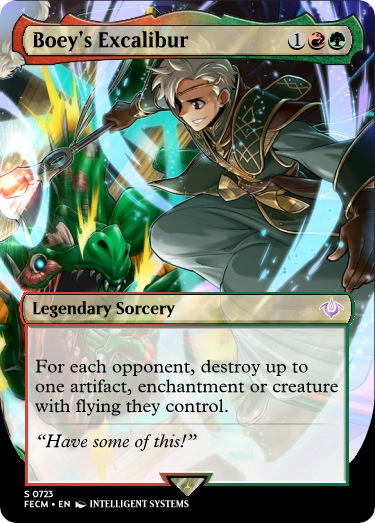 Boey's Excalibur 1
Legendary Sorcery
For each opponent, destroy up to
one artifact, enchantment or creature
with flying they control.
“Have some of this!”
S 0723
FECM • EN INTELLIGENT SYSTEMS